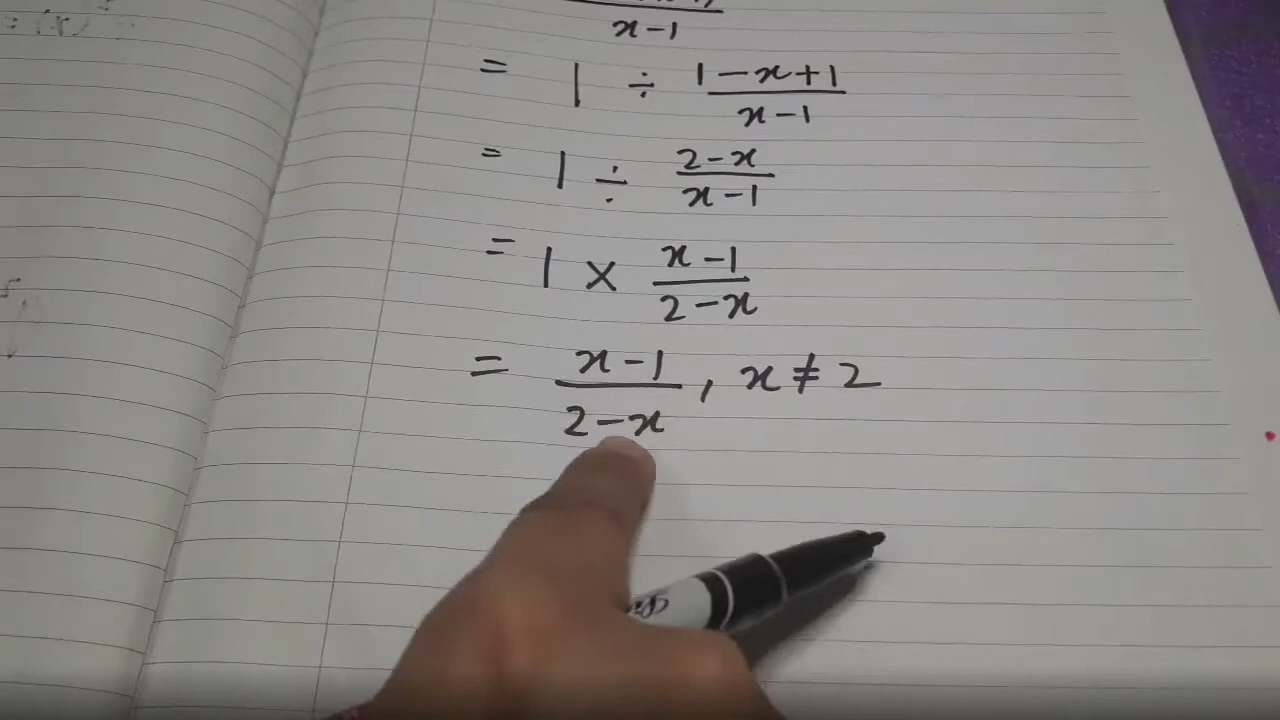 x-1
= 1 ÷ 1-x+1 / x-1
= 1 ÷ 2-x / x-1
= 1 × x-1 / 2-x
= x-1 / 2-x , x ≠ 2